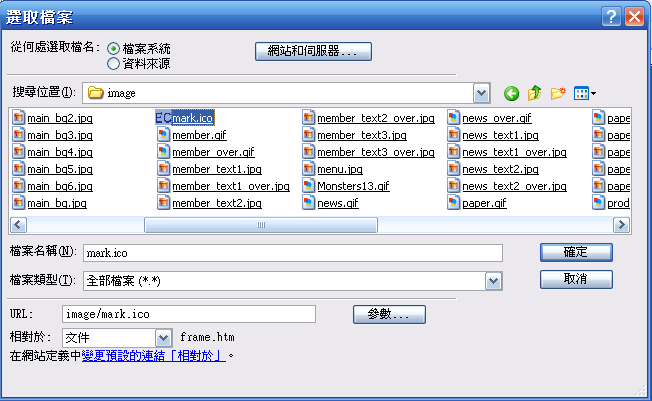 選取檔案
從何處選取檔名: 檔案系統 網站和伺服器...
資料來源
搜尋位置(I): image
main_bg2.jpg ECmark.ico member_text2_over.jpg news_over.gif pape
main_bg3.jpg member.gif member_text3.jpg news_text1.jpg pape
main_bg4.jpg member_over.gif member_text3_over.jpg news_text1.jpg pape
main_bg5.jpg member_text1.jpg menu.jpg news_text2.jpg pape
main_bg6.jpg member_text1_over.jpg Monsters13.gif news_text2.jpg pape
main_bg.jpg member_text2.jpg news.gif paper.gif prod
檔案名稱(N): mark.ico 確定
檔案類型(T): 全部檔案 (*.*) 取消
URL: image/mark.ico 參數...
相對於: 文件 frame.htm
在網站定義中變更預設的連結「相對於」。